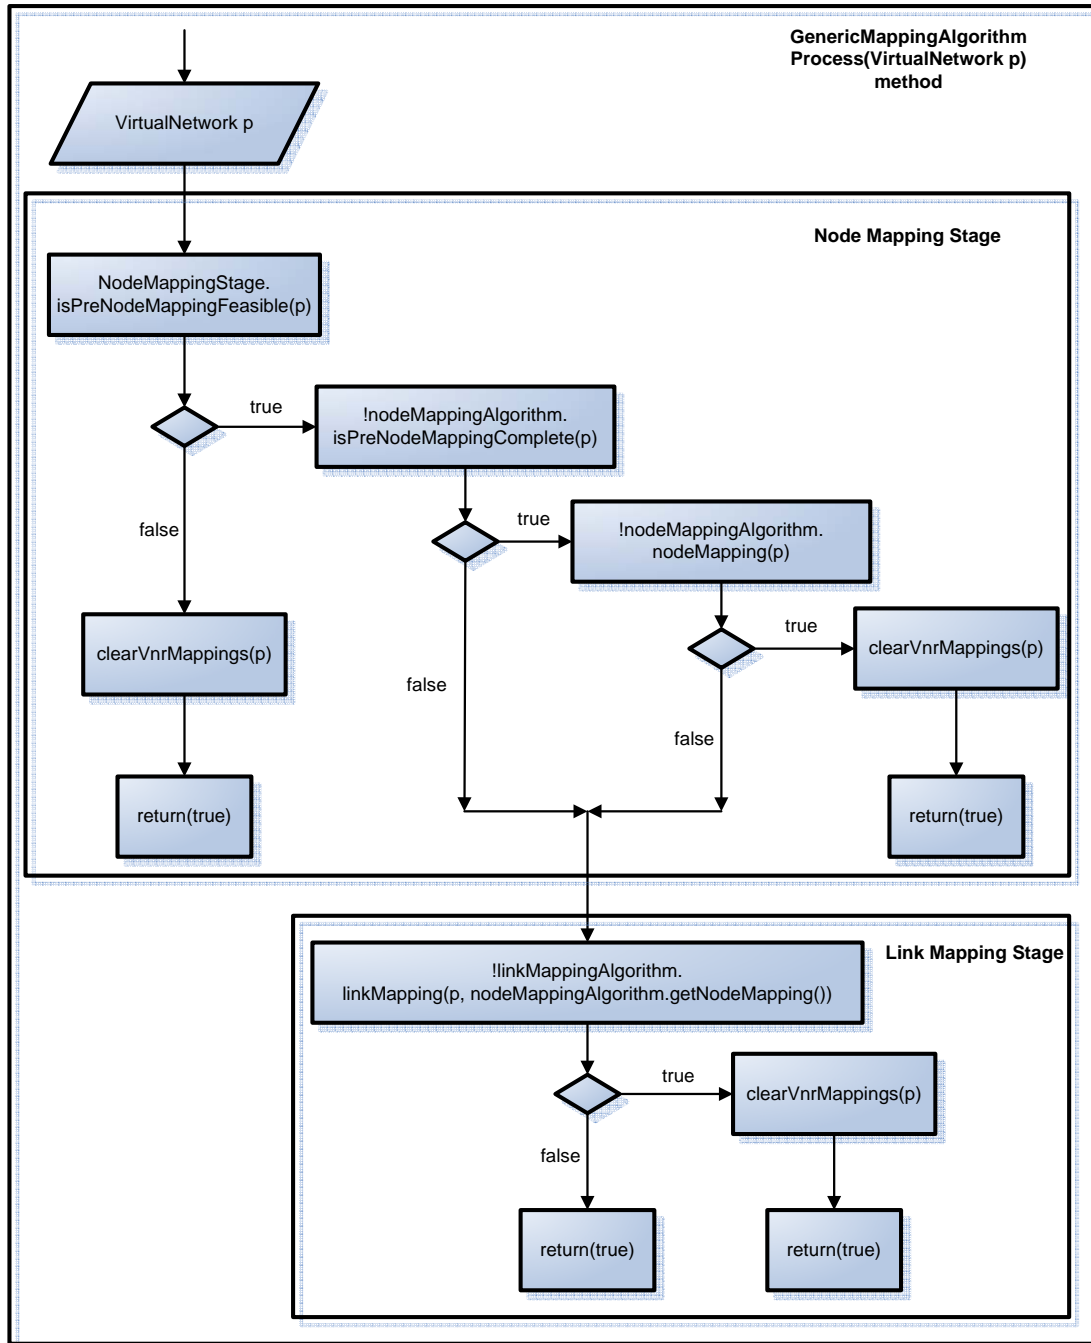 GenericMappingAlgorithm
Process(VirtualNetwork p)
method
VirtualNetwork p
Node Mapping Stage
NodeMappingStage.
isPreNodeMappingFeasible(p)
true
!nodeMappingAlgorithm.
isPreNodeMappingComplete(p)
false
true
!nodeMappingAlgorithm.
nodeMapping(p)
clearVnrMappings(p)
false
true
clearVnrMappings(p)
false
return(true)
return(true)
Link Mapping Stage
!linkMappingAlgorithm.
linkMapping(p, nodeMappingAlgorithm.getNodeMapping())
true
clearVnrMappings(p)
false
return(true)
return(true)